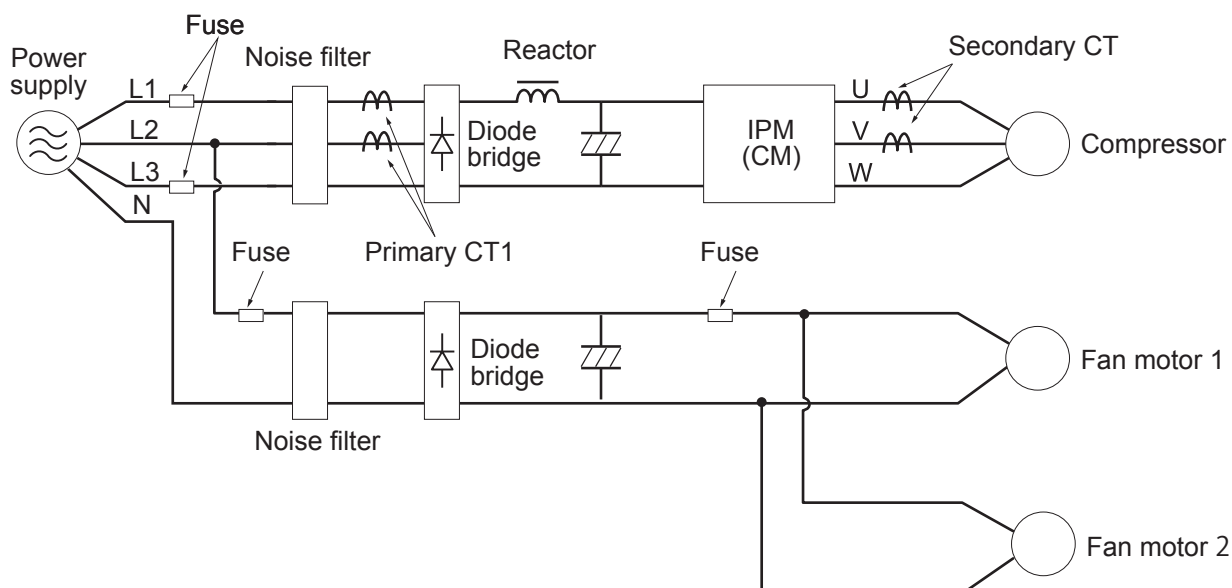 Fuse
Power
supply
Noise filter
Reactor
Secondary CT
L1
U
L2
Diode
bridge
IPM
(CM)
V
Compressor
L3
W
N
Fuse
Primary CT1
Fuse
Diode
bridge
Fan motor 1
Noise filter
Fan motor 2